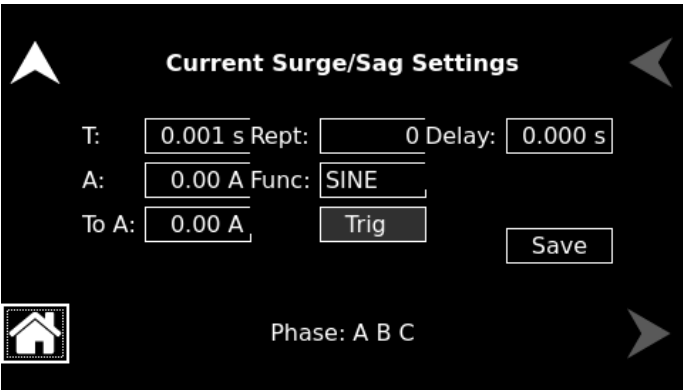 Current Surge/Sag Settings
T: 0.001 s Rept: 0 Delay: 0.000 s
A: 0.00 A Func: SINE
To A: 0.00 A Trig
Save
Phase: A B C